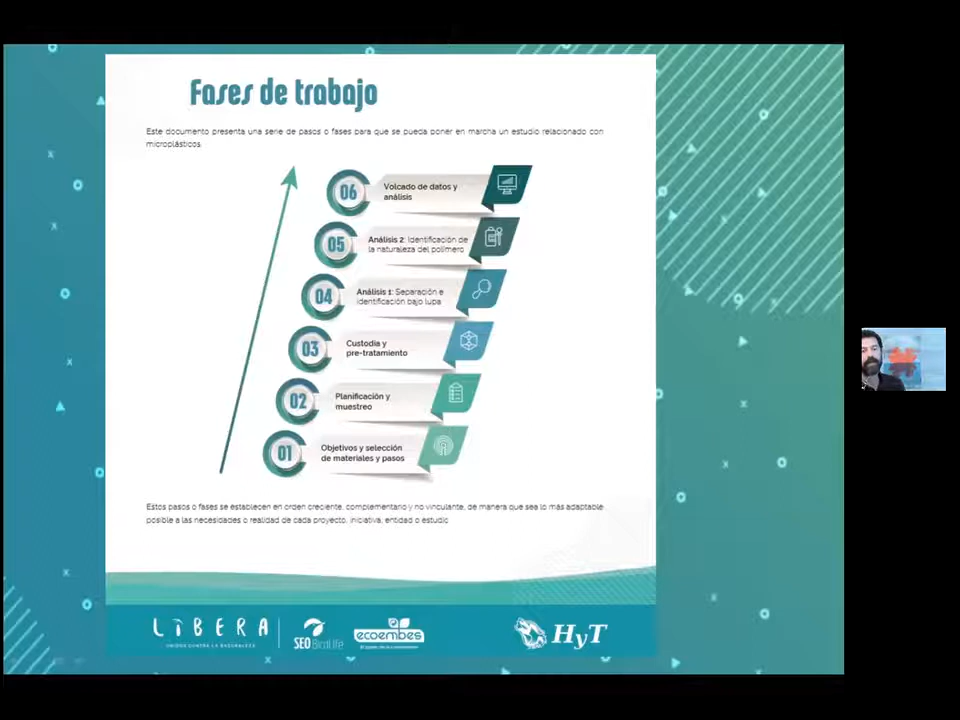 Fases de trabajo
Este documento presenta una serie de pasos o fases para que se pueda poner en marcha un estudio relacionado con
microplásticos
06
Volcado de datos y
análisis
05
Análisis 2: Identificación de
la naturaleza del polímero
04
Análisis 1: Separación e
identificación bajo lupa
03
Custodia y
pre-tratamiento
02
Planificación y
muestreo
01
Objetivos y selección
de materiales y pasos
Estos pasos o fases se establecen en orden creciente, complementario y no vinculante, de manera que sea lo más adaptable
posible a las necesidades o realidad de cada proyecto, iniciativa, entidad o estudio
LIBERA
UNIDOS CONTRA LA BASURALEZA
SEO BirdLife
ecoembes
HyT